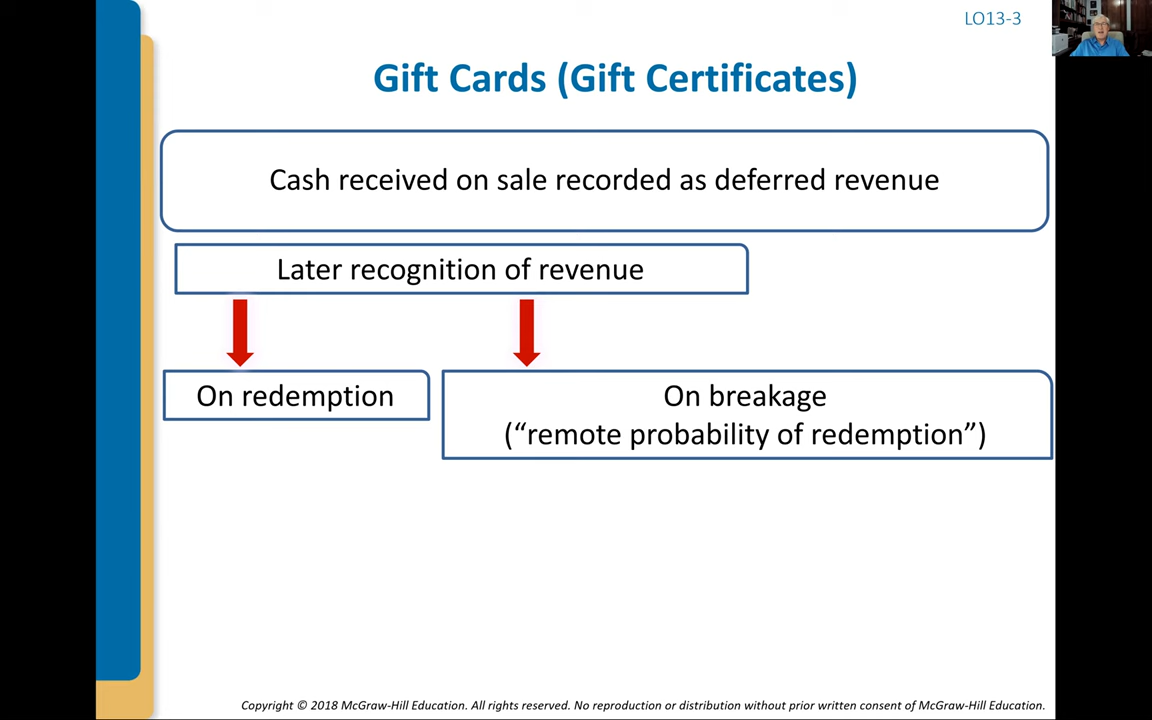 LO13-3
Gift Cards (Gift Certificates)
Cash received on sale recorded as deferred revenue
Later recognition of revenue
On redemption
On breakage
(“remote probability of redemption”)
Copyright © 2018 McGraw-Hill Education. All rights reserved. No reproduction or distribution without prior written consent of McGraw-Hill Education.